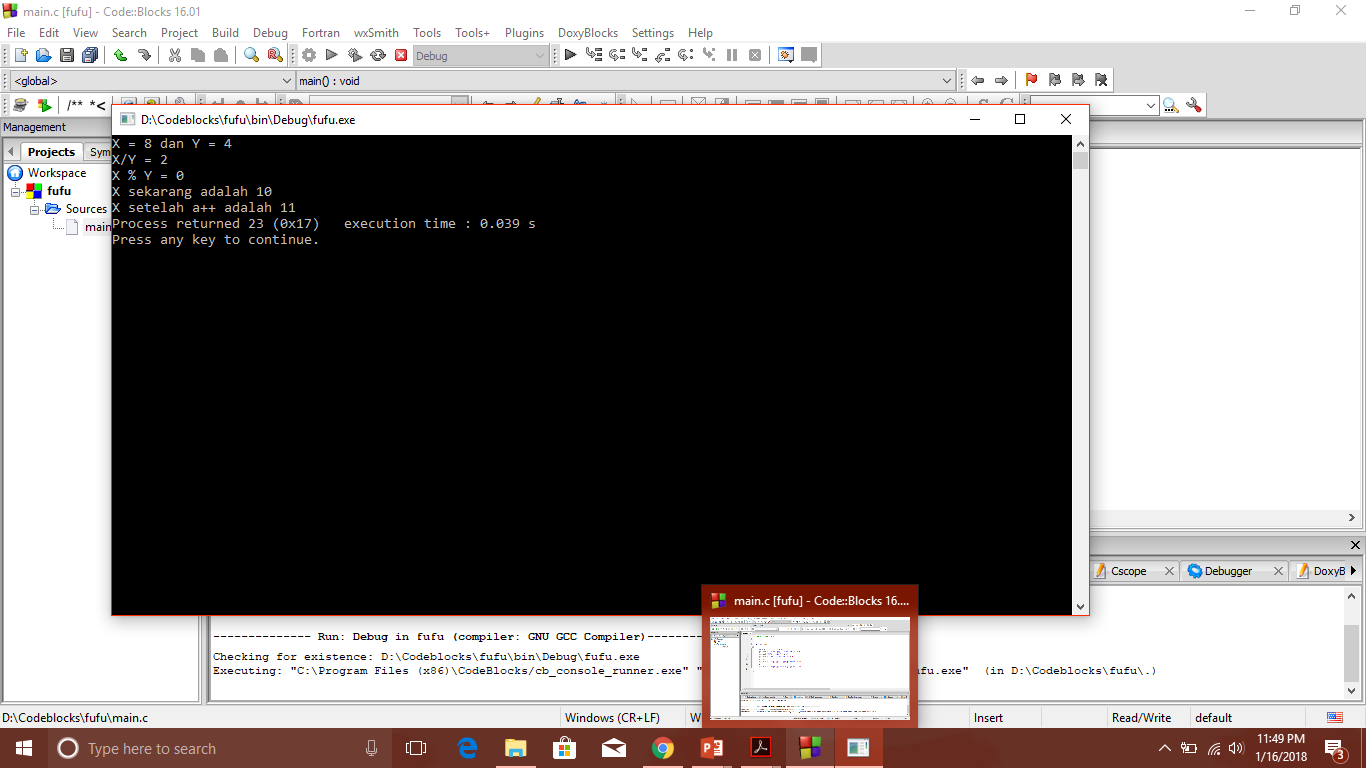 main.c [fufu] - Code::Blocks 16.01
File Edit View Search Project Build Debug Fortran wxSmith Tools Tools+ Plugins DoxyBlocks Settings Help
Debug
<global> main() : void
/** *<
D:\Codeblocks\fufu\bin\Debug\fufu.exe
Management
Projects Sym
Workspace
fufu
Sources
main
X = 8 dan Y = 4
X/Y = 2
X % Y = 0
X sekarang adalah 10
X setelah a++ adalah 11
Process returned 23 (0x17) execution time : 0.039 s
Press any key to continue.
Cscope Debugger DoxyB
main.c [fufu] - Code::Blocks 16....
------------- Run: Debug in fufu (compiler: GNU GCC Compiler)--------
Checking for existence: D:\Codeblocks\fufu\bin\Debug\fufu.exe
Executing: "C:\Program Files (x86)\CodeBlocks/cb_console_runner.exe" " fu.exe" (in D:\Codeblocks\fufu\.)
D:\Codeblocks\fufu\main.c Windows (CR+LF) W Insert Read/Write default
Type here to search
11:49 PM
1/16/2018
3